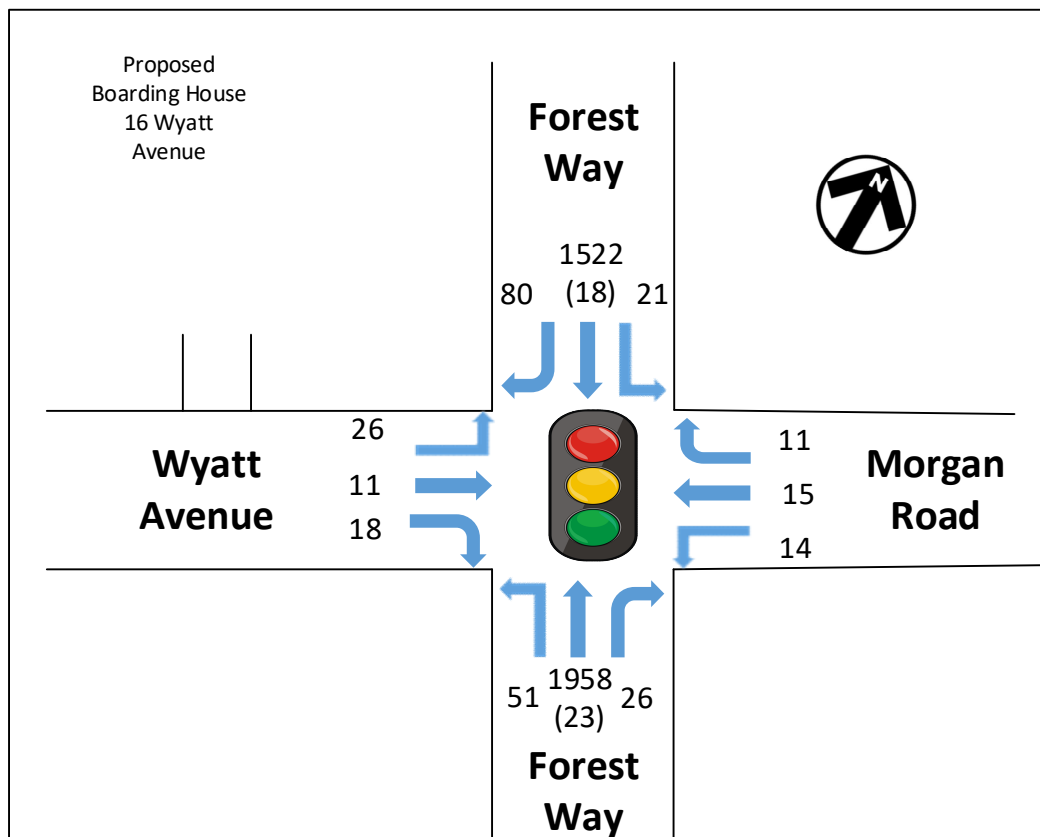 Proposed
Boarding House
16 Wyatt
Avenue
Forest
Way
N
1522
80 (18) 21
26
11
18
Wyatt
Avenue
11
15
14
Morgan
Road
51 1958 26
(23)
Forest
Way